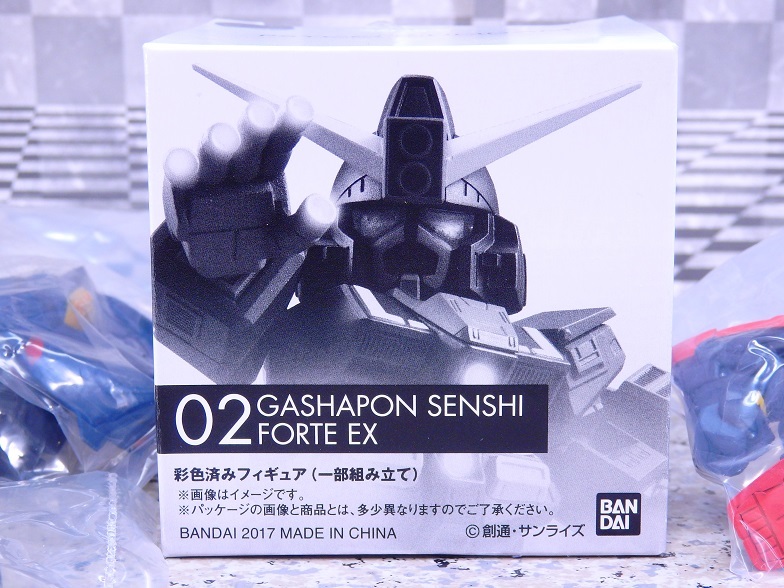 02 GASHAPON SENSHI
FORTE EX
彩色済みフィギュア(一部組み立て)
※画像はイメージです。
※パッケージの画像と商品とは、多少異なりますのでご了承ください。
BANDAI 2017 MADE IN CHINA
©創通・サンライズ
BAN
DAI